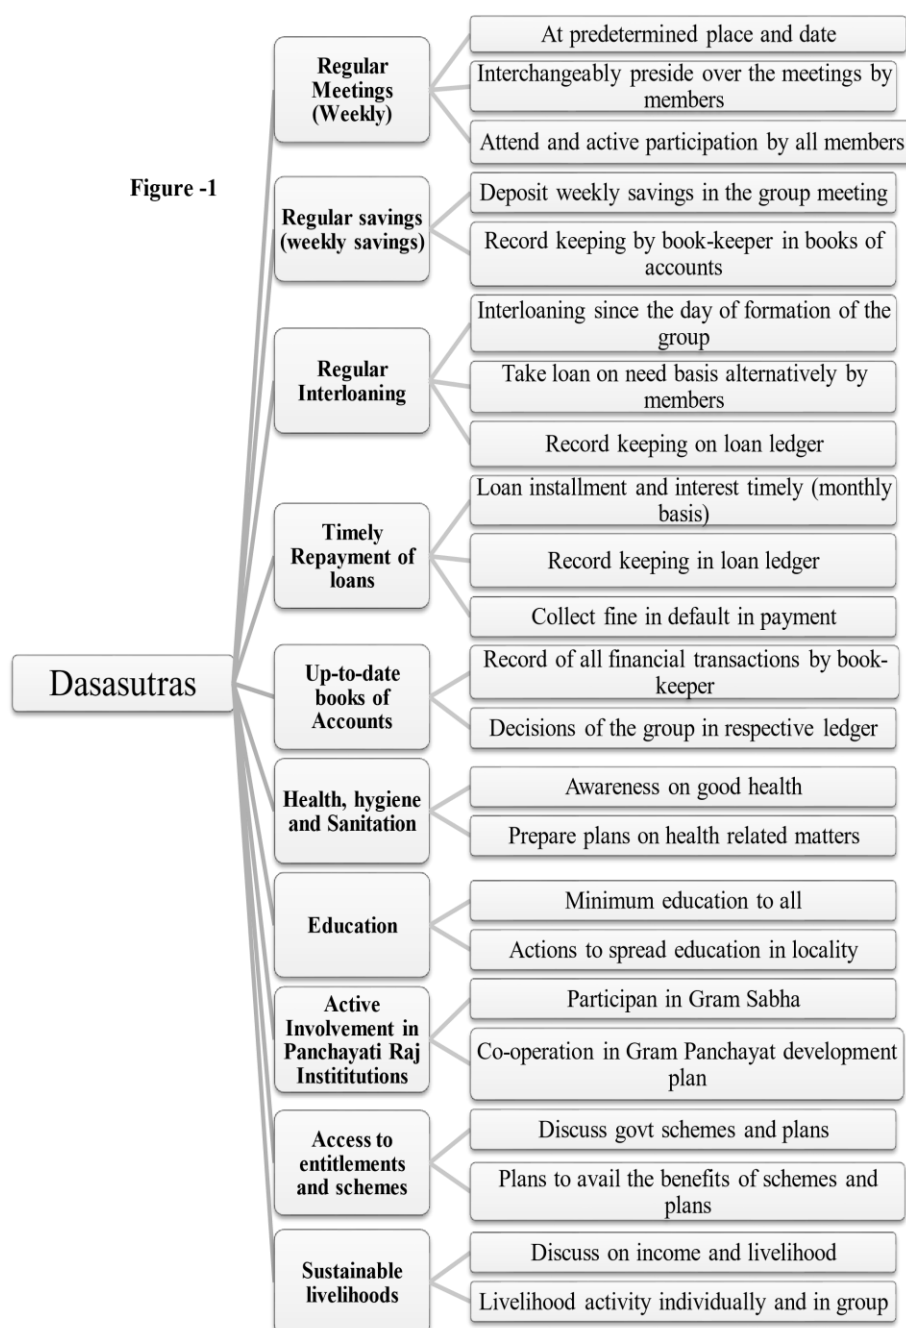 Figure -1
Dasasutras
Regular
Meetings
(Weekly)
At predetermined place and date
Interchangeably preside over the meetings by
members
Attend and active participation by all members
Regular savings
(weekly savings)
Deposit weekly savings in the group meeting
Record keeping by book-keeper in books of
accounts
Regular
Interloaning
Interloaning since the day of formation of the
group
Take loan on need basis alternatively by
members
Record keeping on loan ledger
Timely
Repayment of
loans
Loan installment and interest timely (monthly
basis)
Record keeping in loan ledger
Collect fine in default in payment
Up-to-date
books of
Accounts
Record of all financial transactions by book-
keeper
Decisions of the group in respective ledger
Health, hygiene
and Sanitation
Awareness on good health
Prepare plans on health related matters
Education
Minimum education to all
Actions to spread education in locality
Active
Involvement in
Panchayati Raj
Instititutions
Participan in Gram Sabha
Co-operation in Gram Panchayat development
plan
Access to
entitlements
and schemes
Discuss govt schemes and plans
Plans to avail the benefits of schemes and
plans
Sustainable
livelihoods
Discuss on income and livelihood
Livelihood activity individually and in group